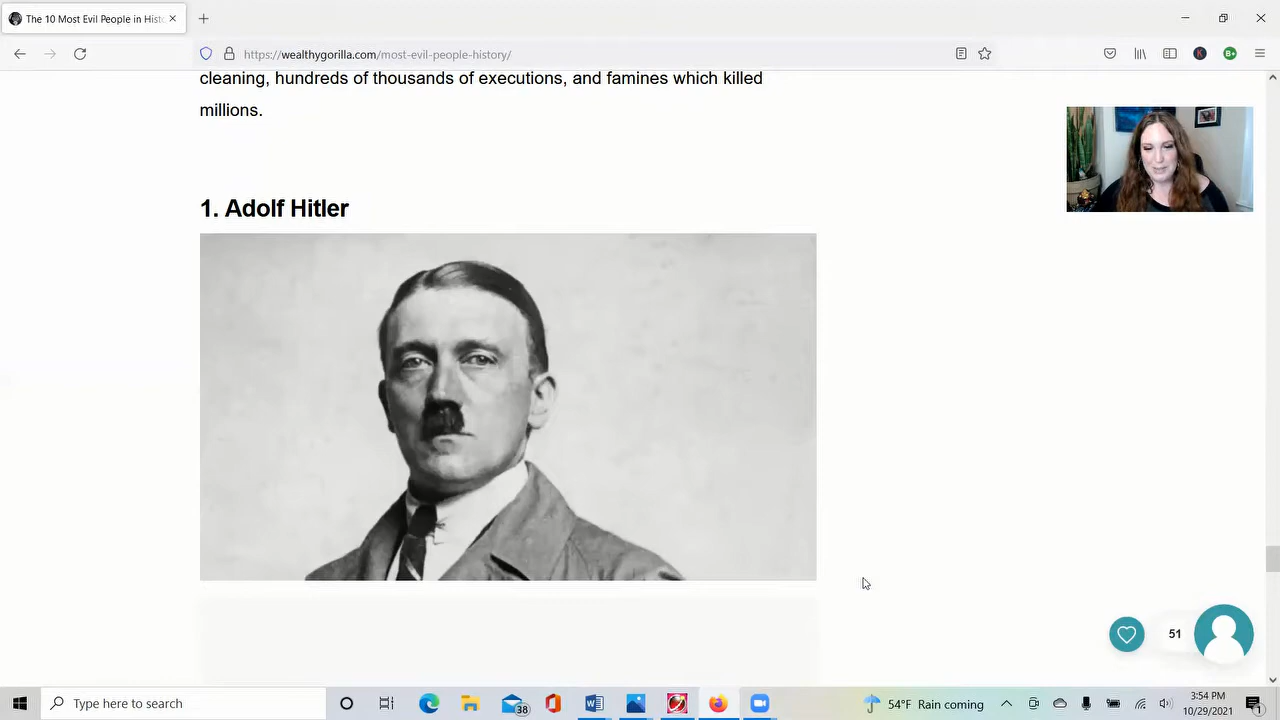 The 10 Most Evil People in Histo
https://wealthygorilla.com/most-evil-people-history/
K
B+
cleaning, hundreds of thousands of executions, and famines which killed
millions.
1. Adolf Hitler
51
Type here to search
38
54°F Rain coming
3:54 PM
10/29/2021
1